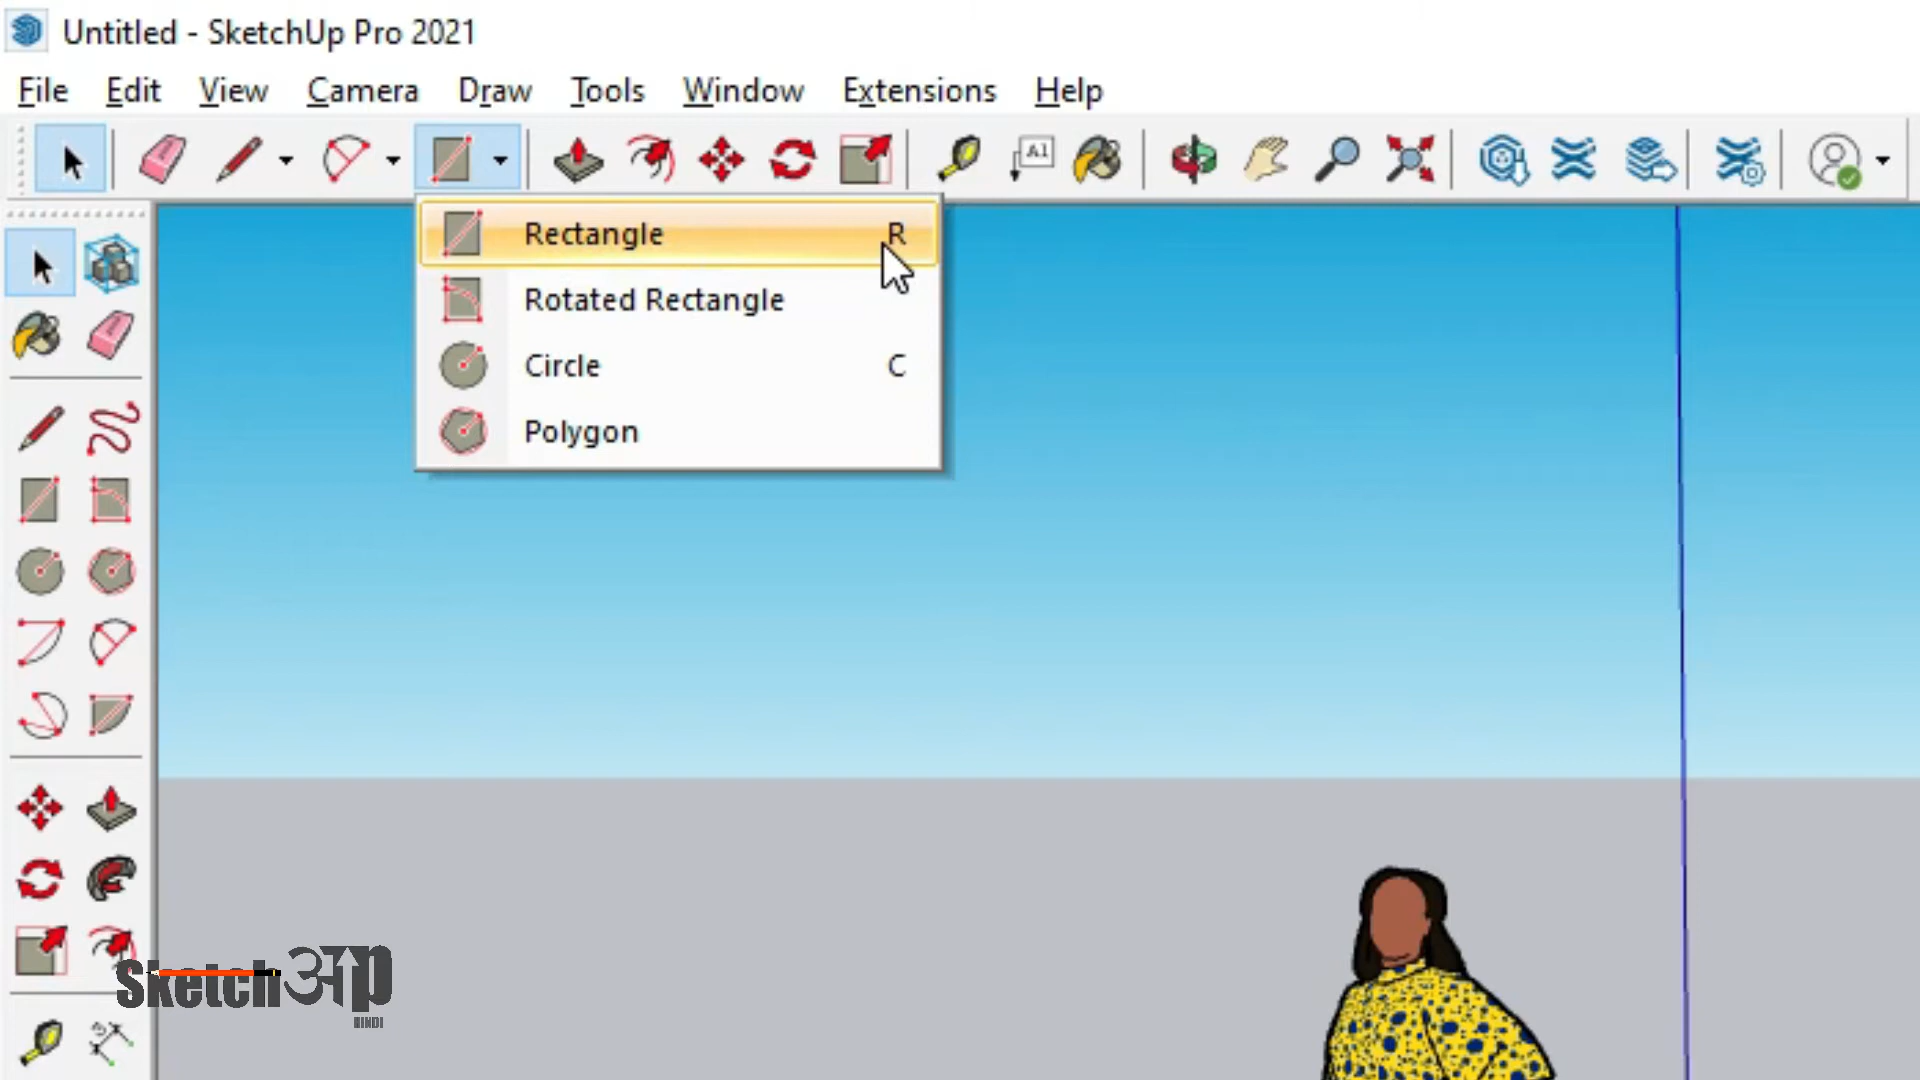 Untitled - SketchUp Pro 2021
File Edit View Camera Draw Tools Window Extensions Help
A1
Rectangle R
Rotated Rectangle
Circle C
Polygon
Sketchअप
HINDI